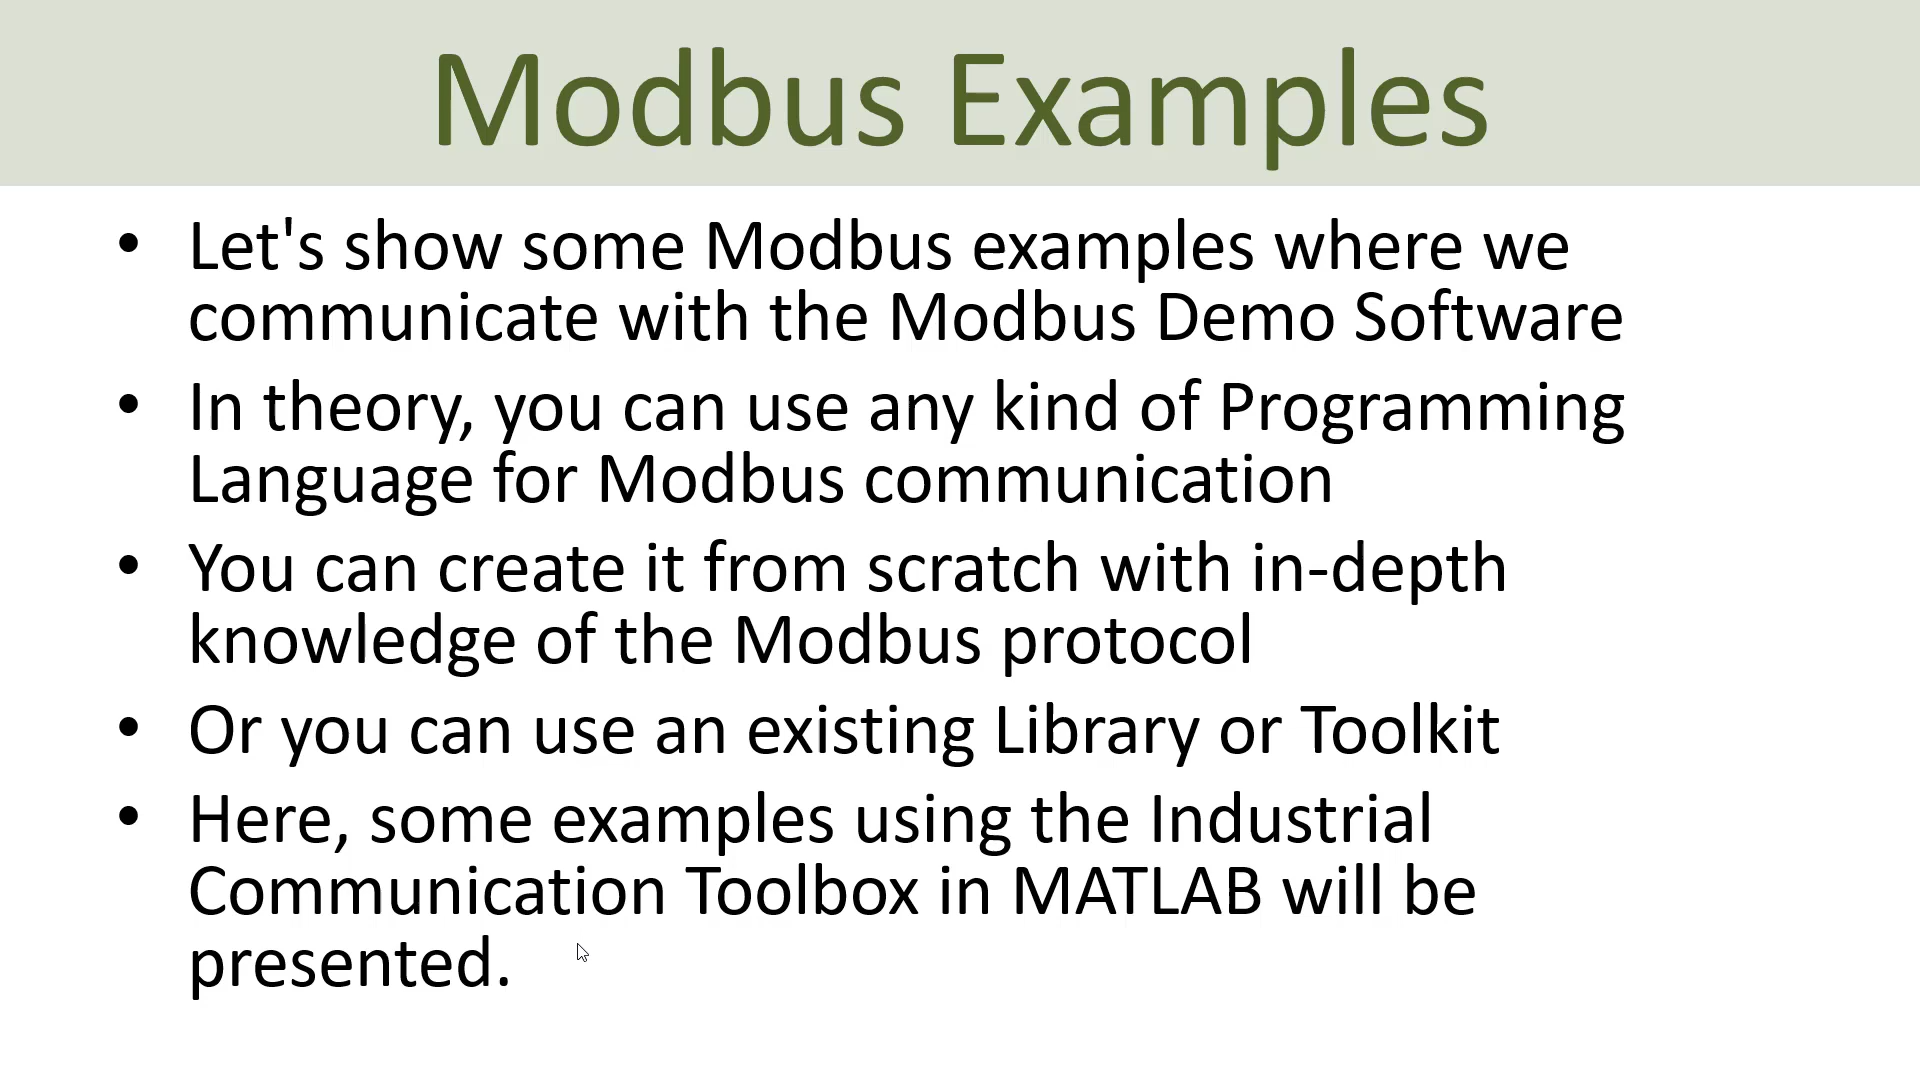 Modbus Examples
• Let's show some Modbus examples where we
communicate with the Modbus Demo Software
• In theory, you can use any kind of Programming
Language for Modbus communication
• You can create it from scratch with in-depth
knowledge of the Modbus protocol
• Or you can use an existing Library or Toolkit
• Here, some examples using the Industrial
Communication Toolbox in MATLAB will be
presented.